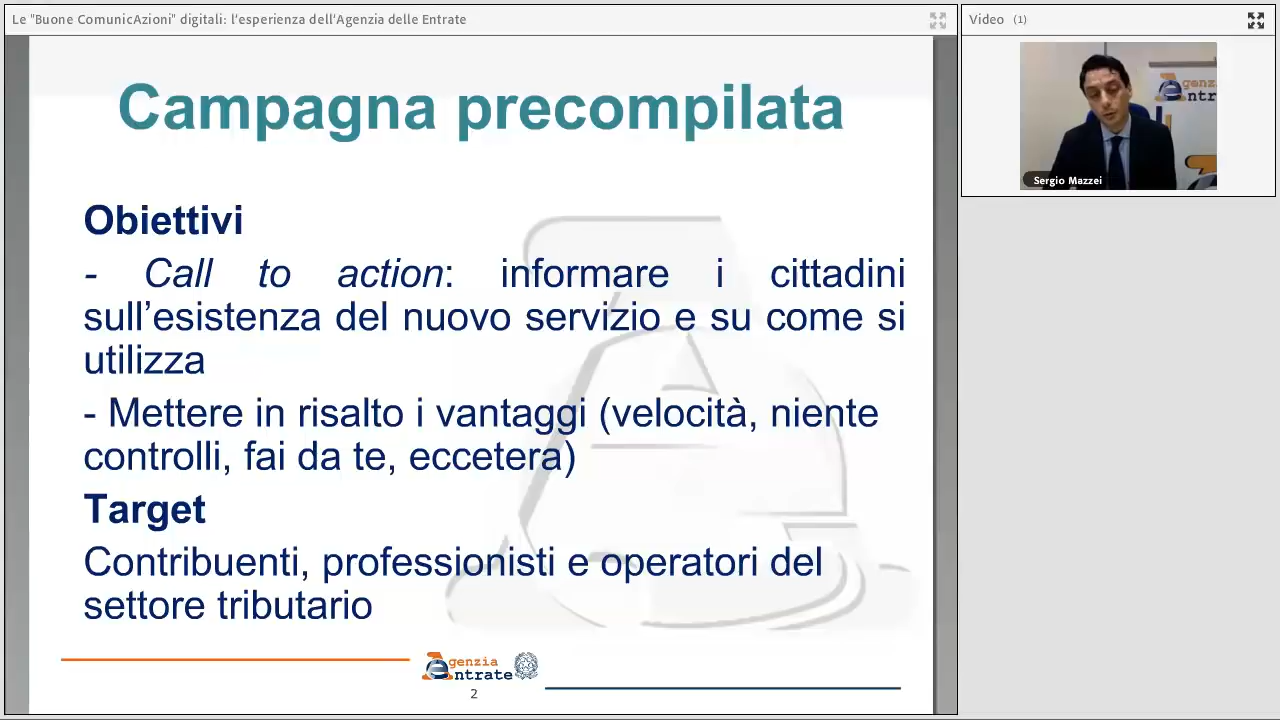 Le "Buone ComunicAzioni" digitali: l'esperienza dell'Agenzia delle Entrate
Campagna precompilata
Obiettivi
- Call to action: informare i cittadini
sull’esistenza del nuovo servizio e su come si
utilizza
- Mettere in risalto i vantaggi (velocità, niente
controlli, fai da te, eccetera)
Target
Contribuenti, professionisti e operatori del
settore tributario
genzia
ntrate
2
Video (1)
genz
ntr
Sergio Mazzei